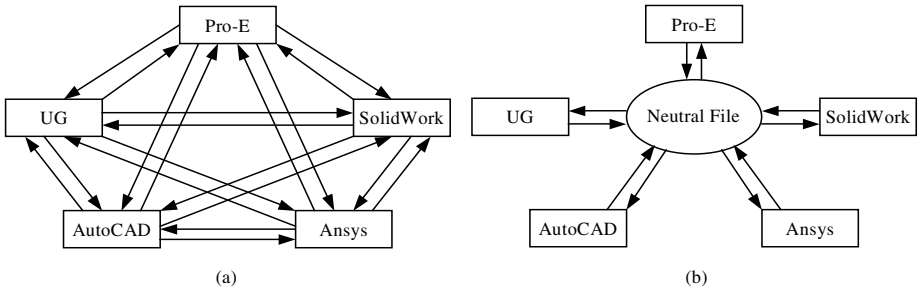 Pro-E
UG
SolidWork
AutoCAD
Ansys
(a)
Pro-E
UG
Neutral File
SolidWork
AutoCAD
Ansys
(b)